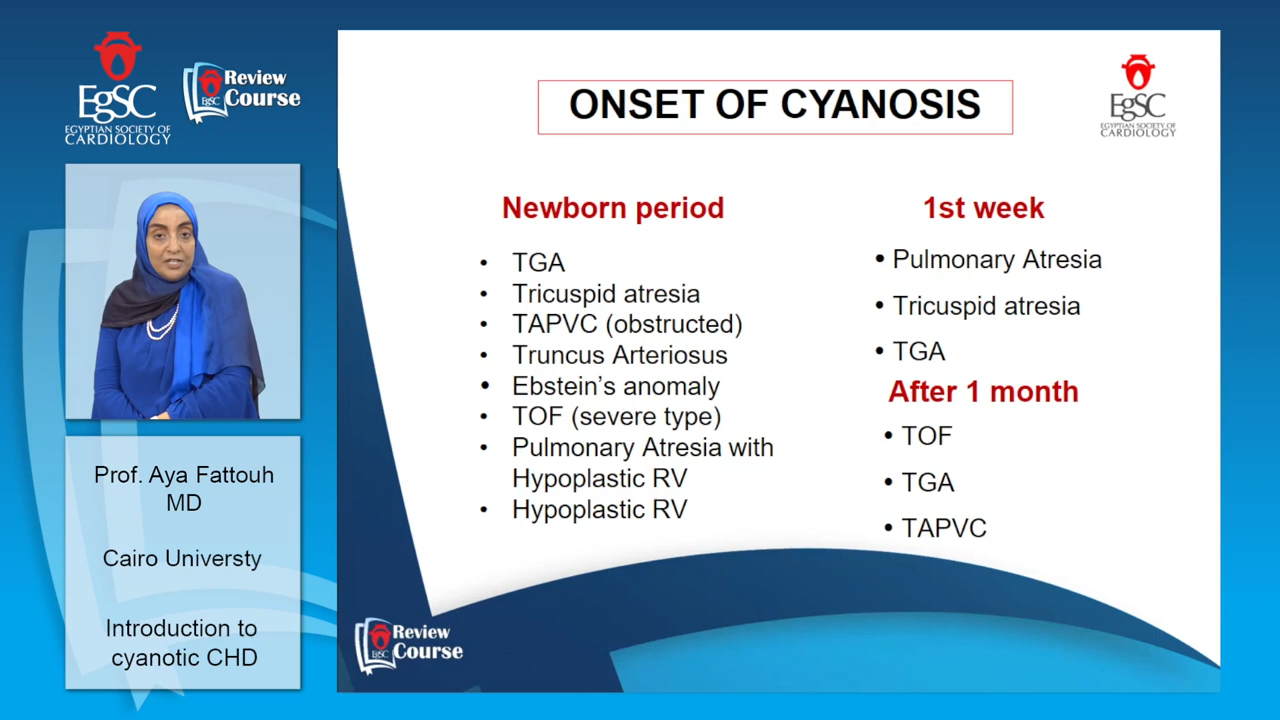 EgSC
EGYPTIAN SOCIETY OF
CARDIOLOGY
EgSC
Review
Course
Prof. Aya Fattouh
MD
Cairo Universty
Introduction to
cyanotic CHD
EgSC
EGYPTIAN SOCIETY OF
CARDIOLOGY
ONSET OF CYANOSIS
Newborn period
• TGA
• Tricuspid atresia
• TAPVC (obstructed)
• Truncus Arteriosus
• Ebstein’s anomaly
• TOF (severe type)
• Pulmonary Atresia with
Hypoplastic RV
• Hypoplastic RV
1st week
• Pulmonary Atresia
• Tricuspid atresia
• TGA
After 1 month
• TOF
• TGA
• TAPVC
EgSC
Review
Course